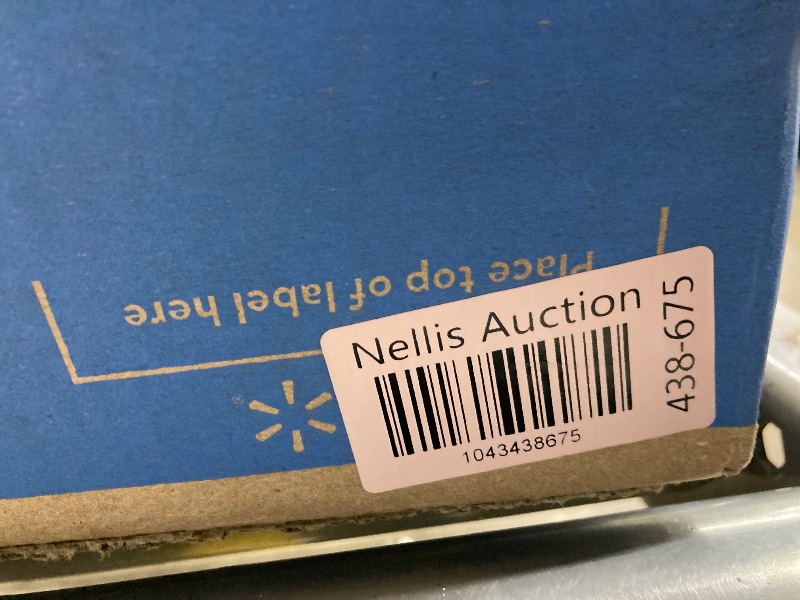 Place top of label here
Nellis Auction
1043438675
438-675